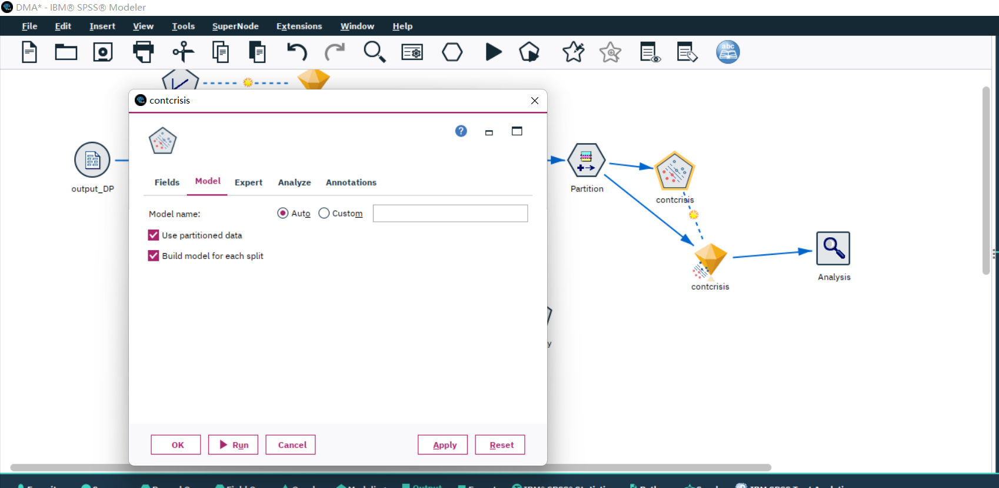 DMA* - IBM® SPSS® Modeler
File Edit Insert View Tools SuperNode Extensions Window Help
abc
contcrisis
?
output_DP
Partition
contcrisis
Fields Model Expert Analyze Annotations
Model name: Auto Custom
Use partitioned data
Build model for each split
Analysis
contcrisis
y
OK Run Cancel Apply Reset
Output